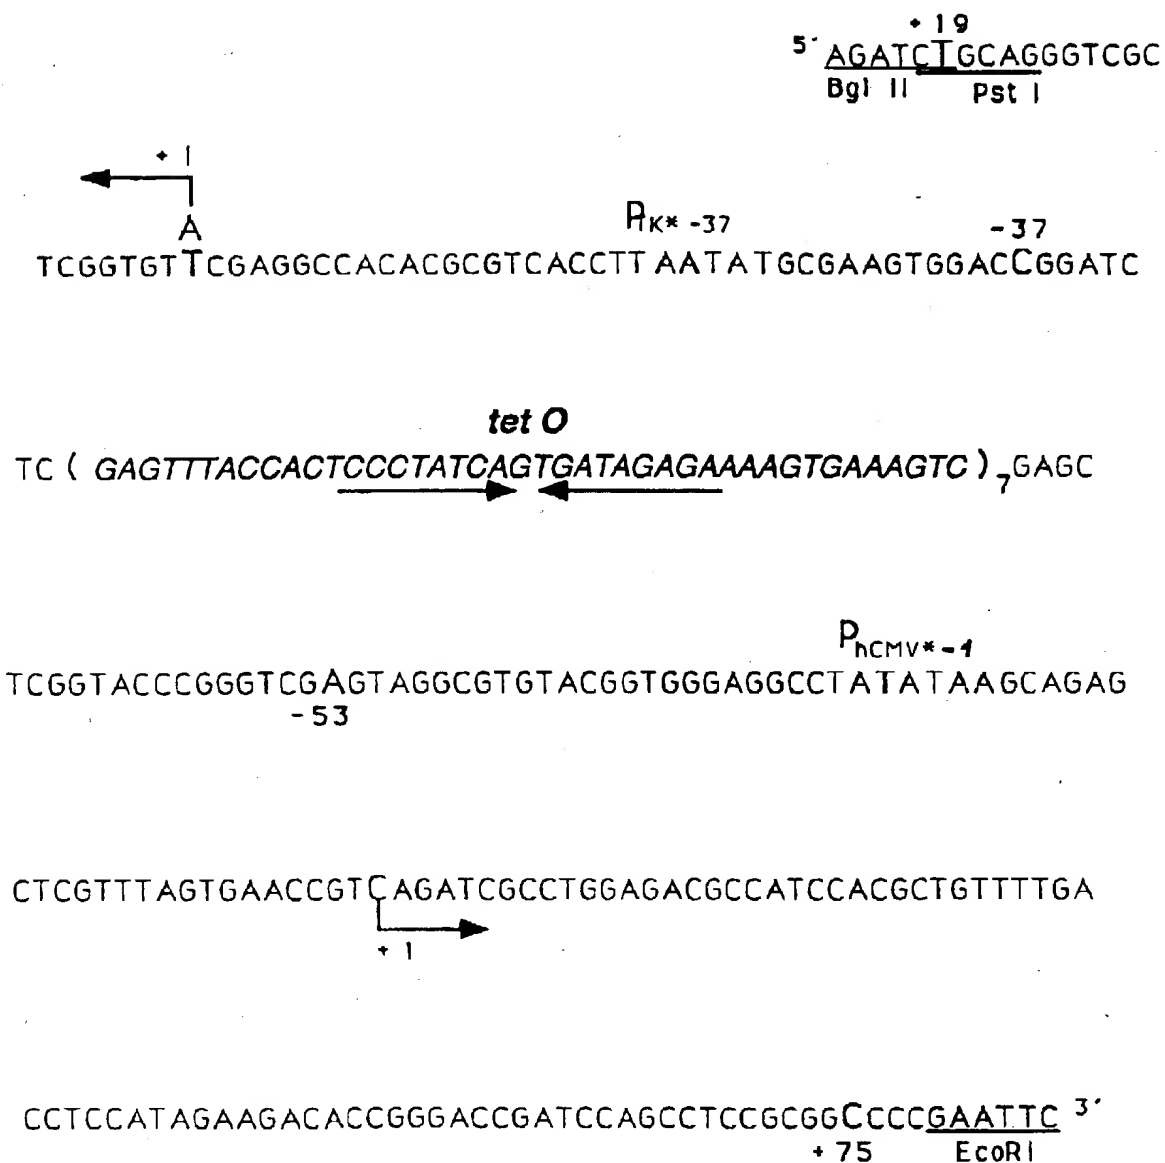 + 19
5' AGATCTGCAGGGTCGC
Bgl II Pst I
+ 1
A
PTK* -37 -37
TCGGTGTTCGAGGCCACACGCGTCACCTTAATATGCGAAGTGGACCGGATC
tet O
TC ( GAGTTTACCACTCCCTATCAGTGATAGAGAAAAGTGAAAGTC )7GAGC
PhCMV*-1
TCGGTACCCGGGTCGAGTAGGCGTGTACGGTGGGAGGCCTATATAAGCAGAG
-53
CTCGTTTAGTGAACCGTCAGATCGCCTGGAGACGCCATCCACGCTGTTTTGA
+ 1
CCTCCATAGAAGACACCGGGACCGATCCAGCCTCCGCGGCCCCGAATTC 3'
+ 75 EcoRI